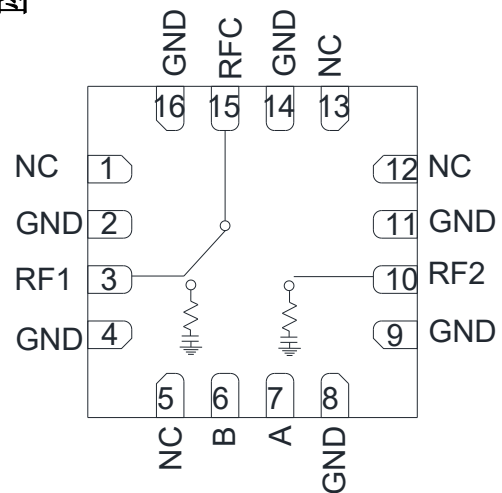 图
GND RFC GND NC
16 15 14 13
NC 1 12 NC
GND 2 11 GND
RF1 3 10 RF2
GND 4 9 GND
5 6 7 8
NC B A GND